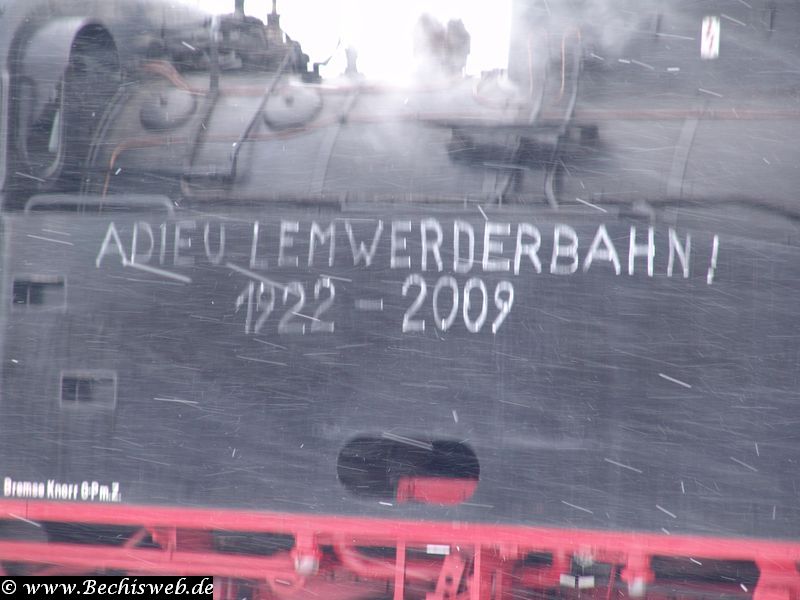 ADIEU LEMWERDERBAHN!
1922 - 2009
Bremse Knorr G·P m.Z.
© www.Bechisweb.de